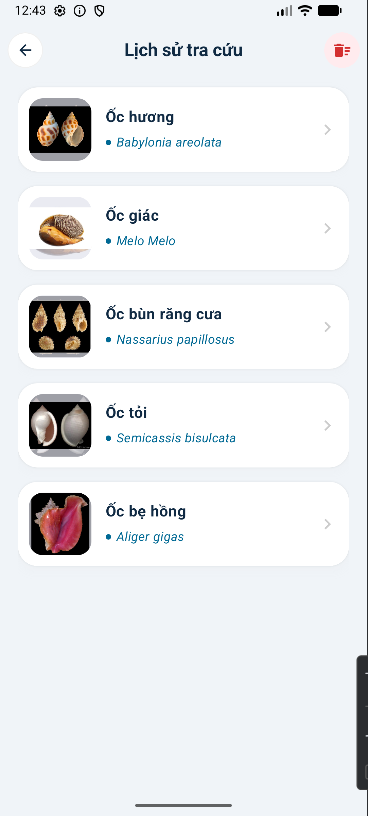 12:43
Lịch sử tra cứu
Ốc hương
Babylonia areolata
Ốc giác
Melo Melo
Ốc bùn răng cưa
Nassarius papillosus
Ốc tỏi
Semicassis bisulcata
Ốc bẹ hồng
Aliger gigas